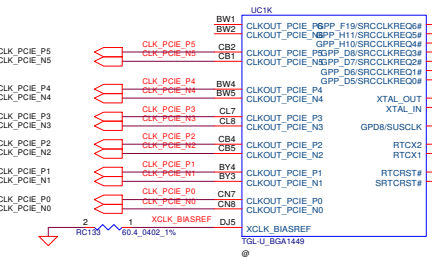 UC1K
BW1 CLKOUT_PCIE_P6 GPP_F19/SRCCLKREQ6#
BW2 CLKOUT_PCIE_N6 GPP_H11/SRCCLKREQ5#
GPP_H10/SRCCLKREQ4#
CLK_PCIE_P5 CLK_PCIE_P5 CB2 CLKOUT_PCIE_P5 GPP_D8/SRCCLKREQ3#
CLK_PCIE_N5 CLK_PCIE_N5 CB1 CLKOUT_PCIE_N5 GPP_D7/SRCCLKREQ2#
GPP_D6/SRCCLKREQ1#
GPP_D5/SRCCLKREQ0#
CLK_PCIE_P4 CLK_PCIE_P4 BW4 CLKOUT_PCIE_P4
CLK_PCIE_N4 CLK_PCIE_N4 BW5 CLKOUT_PCIE_N4 XTAL_OUT
XTAL_IN
CLK_PCIE_P3 CLK_PCIE_P3 CL7 CLKOUT_PCIE_P3
CLK_PCIE_N3 CLK_PCIE_N3 CL8 CLKOUT_PCIE_N3 GPD8/SUSCLK
CLK_PCIE_P2 CLK_PCIE_P2 CB4 CLKOUT_PCIE_P2 RTCX2
CLK_PCIE_N2 CLK_PCIE_N2 CB5 CLKOUT_PCIE_N2 RTCX1
CLK_PCIE_P1 CLK_PCIE_P1 BY4 CLKOUT_PCIE_P1 RTCRST#
CLK_PCIE_N1 CLK_PCIE_N1 BY3 CLKOUT_PCIE_N1 SRTCRST#
CLK_PCIE_P0 CLK_PCIE_P0 CN7 CLKOUT_PCIE_P0
CLK_PCIE_N0 CLK_PCIE_N0 CN8 CLKOUT_PCIE_N0
2 1 XCLK_BIASREF DJ5 XCLK_BIASREF
RC133 60.4_0402_1%
TGL-U_BGA1449
@